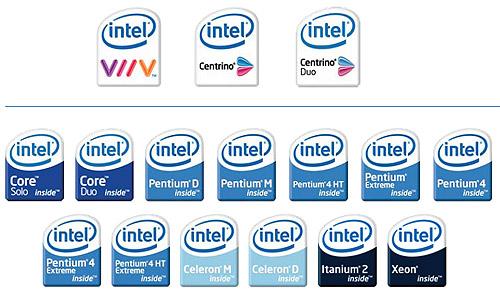 intel®
VIIV™
intel®
Centrino®
intel®
Centrino®
Duo
intel®
Core™
Solo inside™
intel®
Core™
Duo inside™
intel®
Pentium® D
inside™
intel®
Pentium® M
inside™
intel®
Pentium® 4 HT
inside™
intel®
Pentium®
Extreme inside™
intel®
Pentium® 4
inside™
intel®
Pentium® 4
Extreme inside™
intel®
Pentium® 4 HT
Extreme inside™
intel®
Celeron® M
inside™
intel®
Celeron® D
inside™
intel®
Itanium® 2
inside™
intel®
Xeon®
inside™